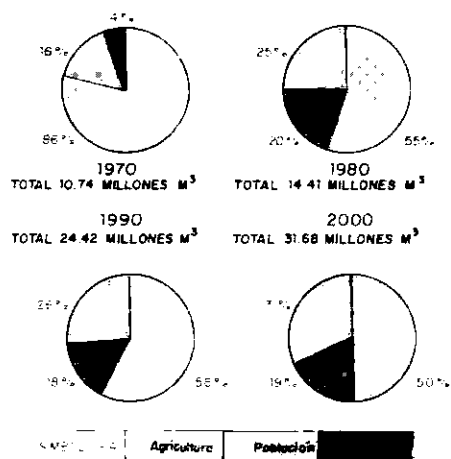 4%
16%
86%
1970
TOTAL 10.74 MILLONES M³
25%
20%
55%
1980
TOTAL 14.41 MILLONES M³
1990
TOTAL 24.42 MILLONES M³
26%
18%
2000
TOTAL 31.68 MILLONES M³
19%
50%
Agricultura
Población